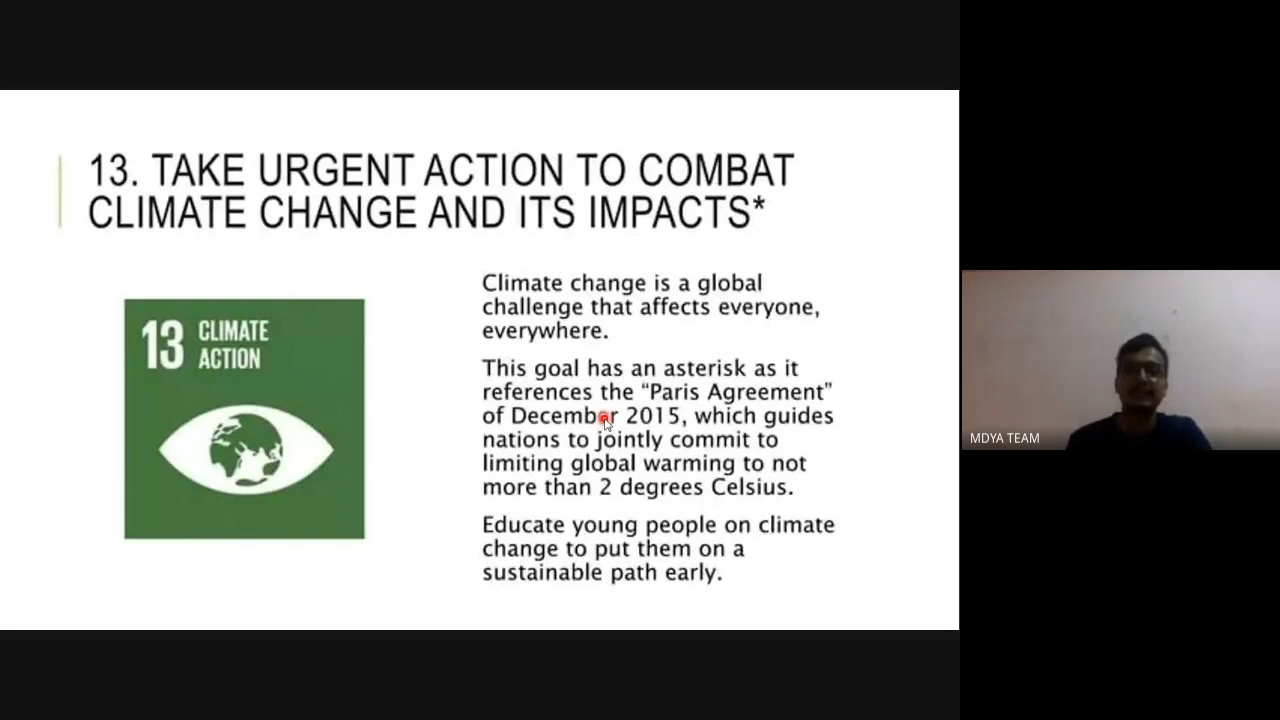 13. TAKE URGENT ACTION TO COMBAT
CLIMATE CHANGE AND ITS IMPACTS*
13 CLIMATE
ACTION
Climate change is a global
challenge that affects everyone,
everywhere.
This goal has an asterisk as it
references the “Paris Agreement”
of December 2015, which guides
nations to jointly commit to
limiting global warming to not
more than 2 degrees Celsius.
Educate young people on climate
change to put them on a
sustainable path early.
MDYA TEAM